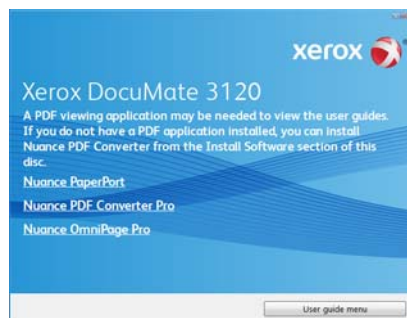 xerox
Xerox DocuMate 3120
A PDF viewing application may be needed to view the user guides.
If you do not have a PDF application installed, you can install
Nuance PDF Converter from the Install Software section of this
disc.
Nuance PaperPort
Nuance PDF Converter Pro
Nuance OmniPage Pro
User guide menu